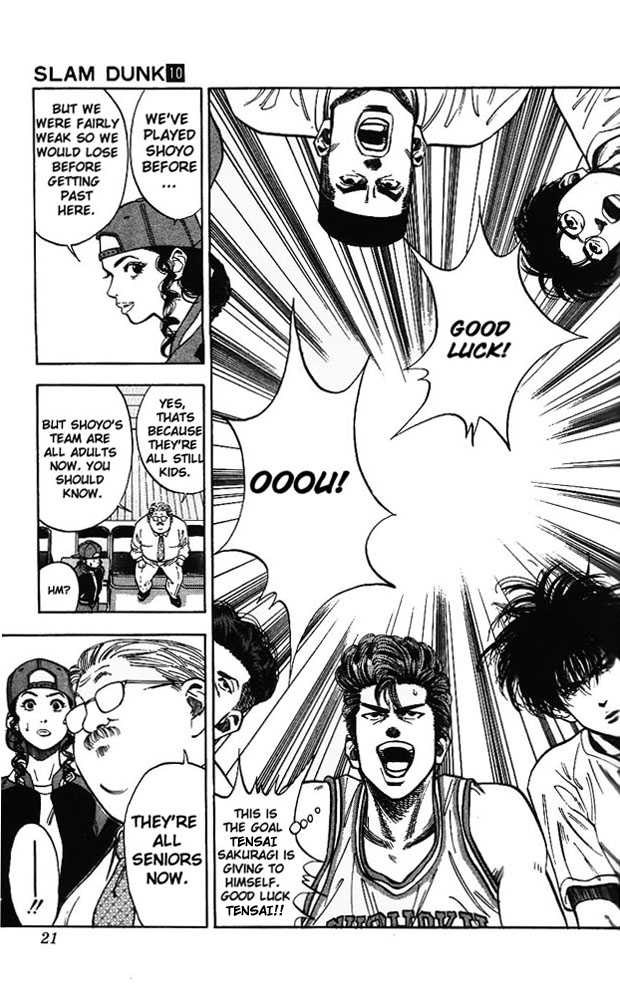 SLAM DUNK 10
GOOD
LUCK!
OOOU!
THIS IS
THE GOAL
TENSAI
SAKURAGI IS
GIVING TO
HIMSELF.
GOOD LUCK
TENSAI!!
WE'VE
PLAYED
SHOYO
BEFORE
...
BUT WE
WERE FAIRLY
WEAK SO WE
WOULD LOSE
BEFORE
GETTING
PAST
HERE.
YES,
THATS
BECAUSE
THEY'RE
ALL STILL
KIDS.
BUT SHOYO'S
TEAM ARE
ALL ADULTS
NOW. YOU
SHOULD
KNOW.
HM?
THEY'RE
ALL
SENIORS
NOW.
!!
21